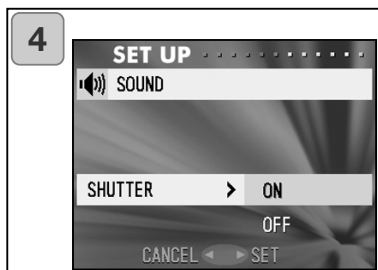 4
SET UP
SOUND
SHUTTER > ON
OFF
CANCEL ◄ ► SET